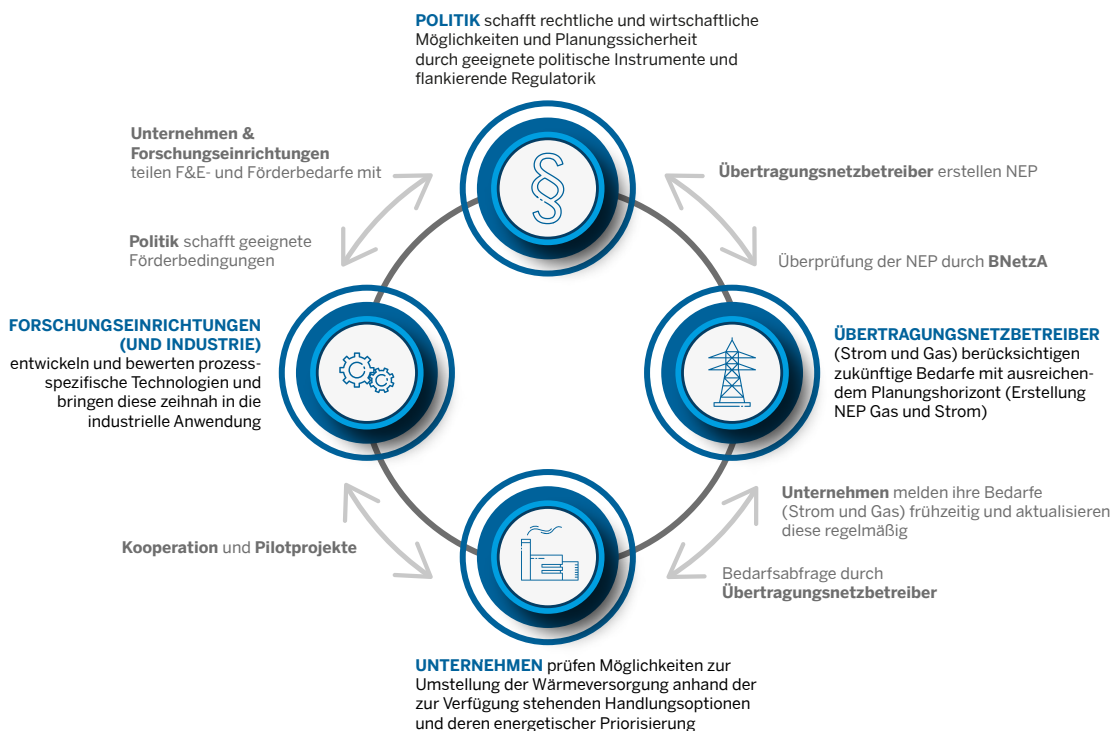 POLITIK schafft rechtliche und wirtschaftliche
Möglichkeiten und Planungssicherheit
durch geeignete politische Instrumente und
flankierende Regulatorik
Unternehmen &
Forschungseinrichtungen
teilen F&E- und Förderbedarfe mit
Übertragungsnetzbetreiber erstellen NEP
Politik schafft geeignete
Förderbedingungen
Überprüfung der NEP durch BNetzA
FORSCHUNGSEINRICHTUNGEN
(UND INDUSTRIE)
entwickeln und bewerten prozess-
spezifische Technologien und
bringen diese zeihnah in die
industrielle Anwendung
ÜBERTRAGUNGSNETZBETREIBER
(Strom und Gas) berücksichtigen
zukünftige Bedarfe mit ausreichen-
dem Planungshorizont (Erstellung
NEP Gas und Strom)
Unternehmen melden ihre Bedarfe
(Strom und Gas) frühzeitig und aktualisieren
diese regelmäßig
Kooperation und Pilotprojekte
Bedarfsabfrage durch
Übertragungsnetzbetreiber
UNTERNEHMEN prüfen Möglichkeiten zur
Umstellung der Wärmeversorgung anhand der
zur Verfügung stehenden Handlungsoptionen
und deren energetischer Priorisierung